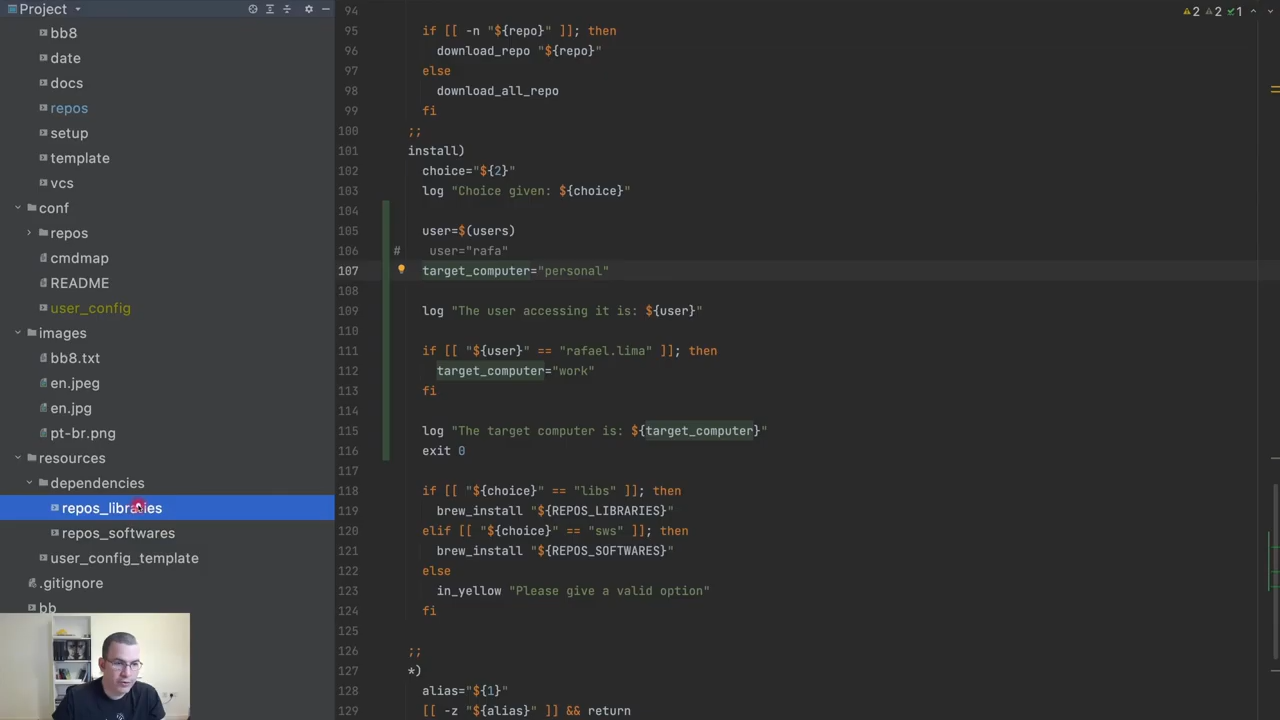 Project
bb8
date
docs
repos
setup
template
vcs
conf
repos
cmdmap
README
user_config
images
bb8.txt
en.jpeg
en.jpg
pt-br.png
resources
dependencies
repos_libraries
repos_softwares
user_config_template
.gitignore
bb
2 2 1
94
95 if [[ -n "${repo}" ]]; then
96 download_repo "${repo}"
97 else
98 download_all_repo
99 fi
100 ;;
101 install)
102 choice="${2}"
103 log "Choice given: ${choice}"
104
105 user=$(users)
106 # user="rafa"
107 target_computer="personal"
108
109 log "The user accessing it is: ${user}"
110
111 if [[ "${user}" == "rafael.lima" ]]; then
112 target_computer="work"
113 fi
114
115 log "The target computer is: ${target_computer}"
116 exit 0
117
118 if [[ "${choice}" == "libs" ]]; then
119 brew_install "${REPOS_LIBRARIES}"
120 elif [[ "${choice}" == "sws" ]]; then
121 brew_install "${REPOS_SOFTWARES}"
122 else
123 in_yellow "Please give a valid option"
124 fi
125
126 ;;
127 *)
128 alias="${1}"
129 [[ -z "${alias}" ]] && return